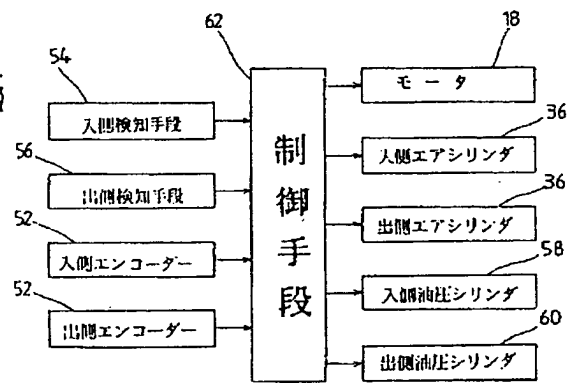 62
18
54
モータ
36
入側検知手段
56
入側エアシリンダ
36
出側検知手段
制御手段
52
出側エアシリンダ
58
入側エンコーダー
52
入側油圧シリンダ
60
出側エンコーダー
出側油圧シリンダ